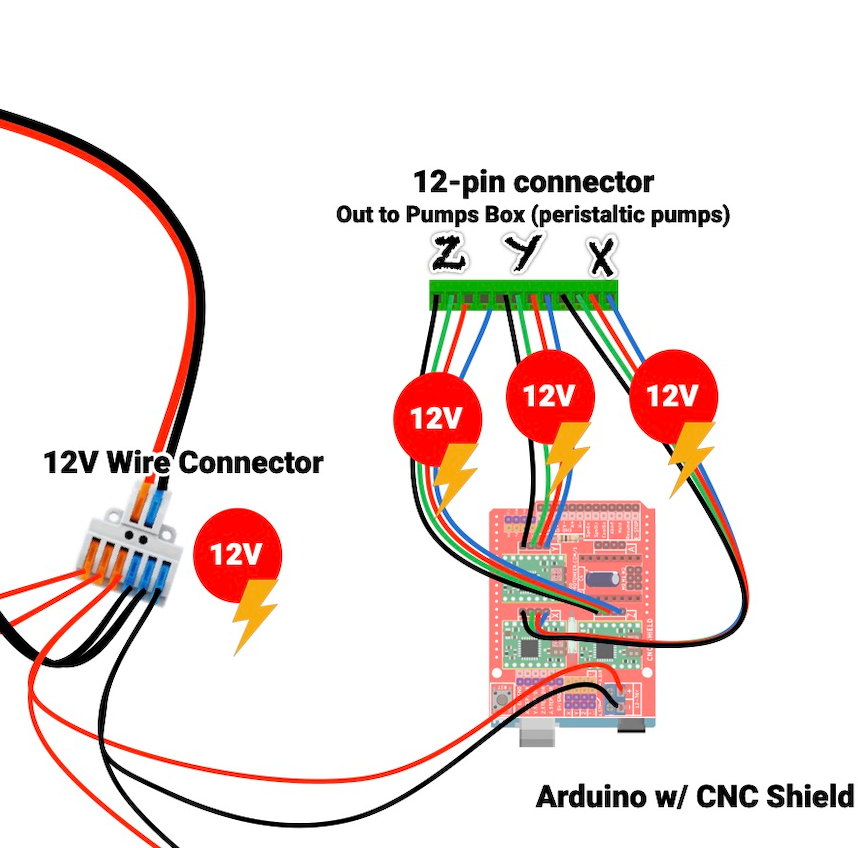 12-pin connector
Out to Pumps Box (peristaltic pumps)
Z Y X
12V
12V
12V
12V Wire Connector
12V
CNC SHIELD
Arduino w/ CNC Shield